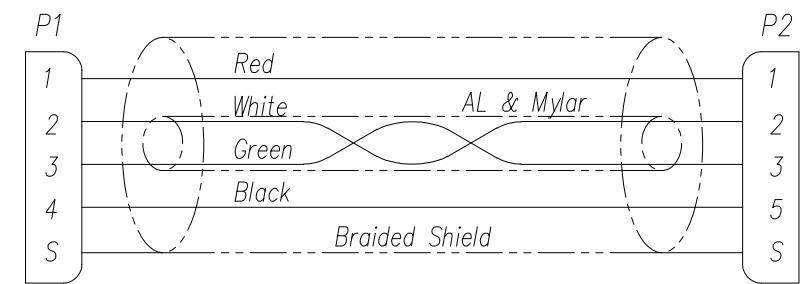 P1 P2
1 Red 1
2 White AL & Mylar 2
3 Green 3
4 Black 5
S Braided Shield S